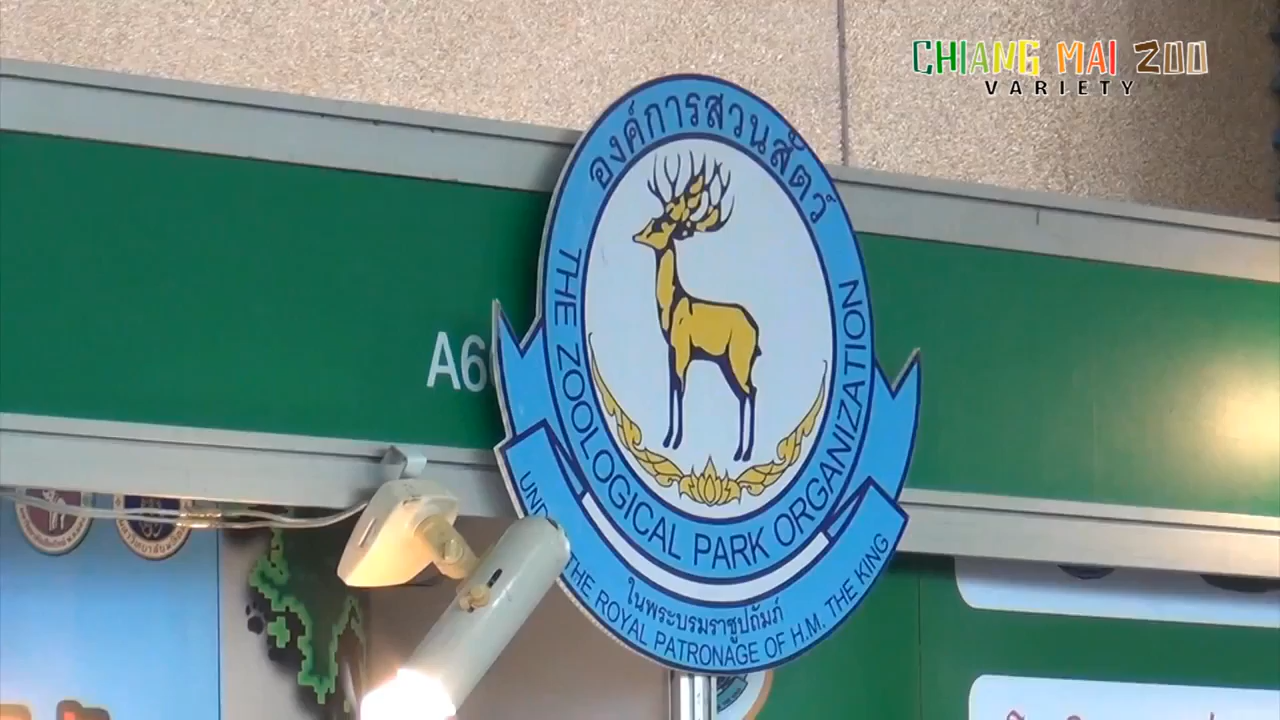 CHIANG MAI ZOO
VARIETY
องค์การสวนสัตว์
THE ZOOLOGICAL PARK ORGANIZATION
ในพระบรมราชูปถัมภ์
THE ROYAL PATRONAGE OF H.M. THE KING